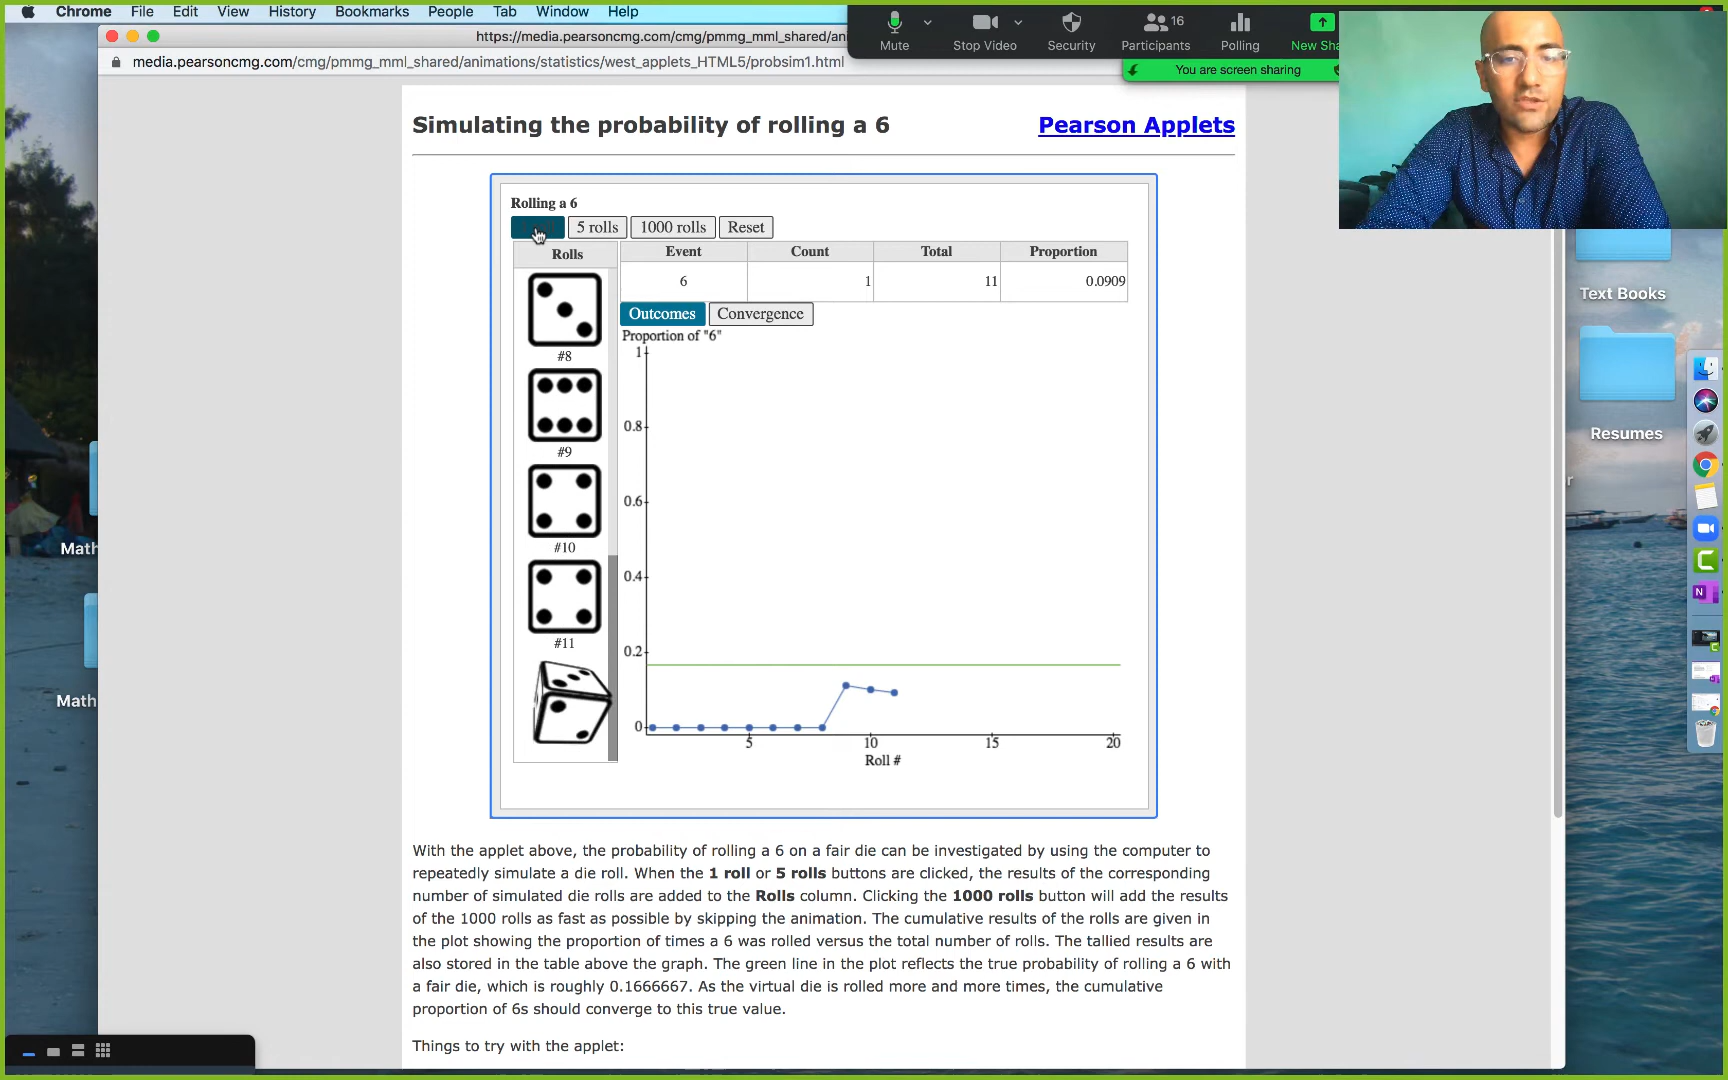 Chrome File Edit View History Bookmarks People Tab Window Help
https://media.pearsoncmg.com/cmg/pmmg_mml_shared/ani
media.pearsoncmg.com/cmg/pmmg_mml_shared/animations/statistics/west_applets_HTML5/probsim1.html
16
Mute Stop Video Security Participants Polling New Sha
You are screen sharing
Simulating the probability of rolling a 6 Pearson Applets
Rolling a 6
5 rolls 1000 rolls Reset
Rolls Event Count Total Proportion
6 1 11 0.0909
Outcomes Convergence
Proportion of "6"
#8
#9
#10
#11
1
0.8
0.6
0.4
0.2
0
5 10 15 20
Roll #
With the applet above, the probability of rolling a 6 on a fair die can be investigated by using the computer to
repeatedly simulate a die roll. When the 1 roll or 5 rolls buttons are clicked, the results of the corresponding
number of simulated die rolls are added to the Rolls column. Clicking the 1000 rolls button will add the results
of the 1000 rolls as fast as possible by skipping the animation. The cumulative results of the rolls are given in
the plot showing the proportion of times a 6 was rolled versus the total number of rolls. The tallied results are
also stored in the table above the graph. The green line in the plot reflects the true probability of rolling a 6 with
a fair die, which is roughly 0.1666667. As the virtual die is rolled more and more times, the cumulative
proportion of 6s should converge to this true value.
Things to try with the applet:
Text Books
Resumes
r
Math
Math
N